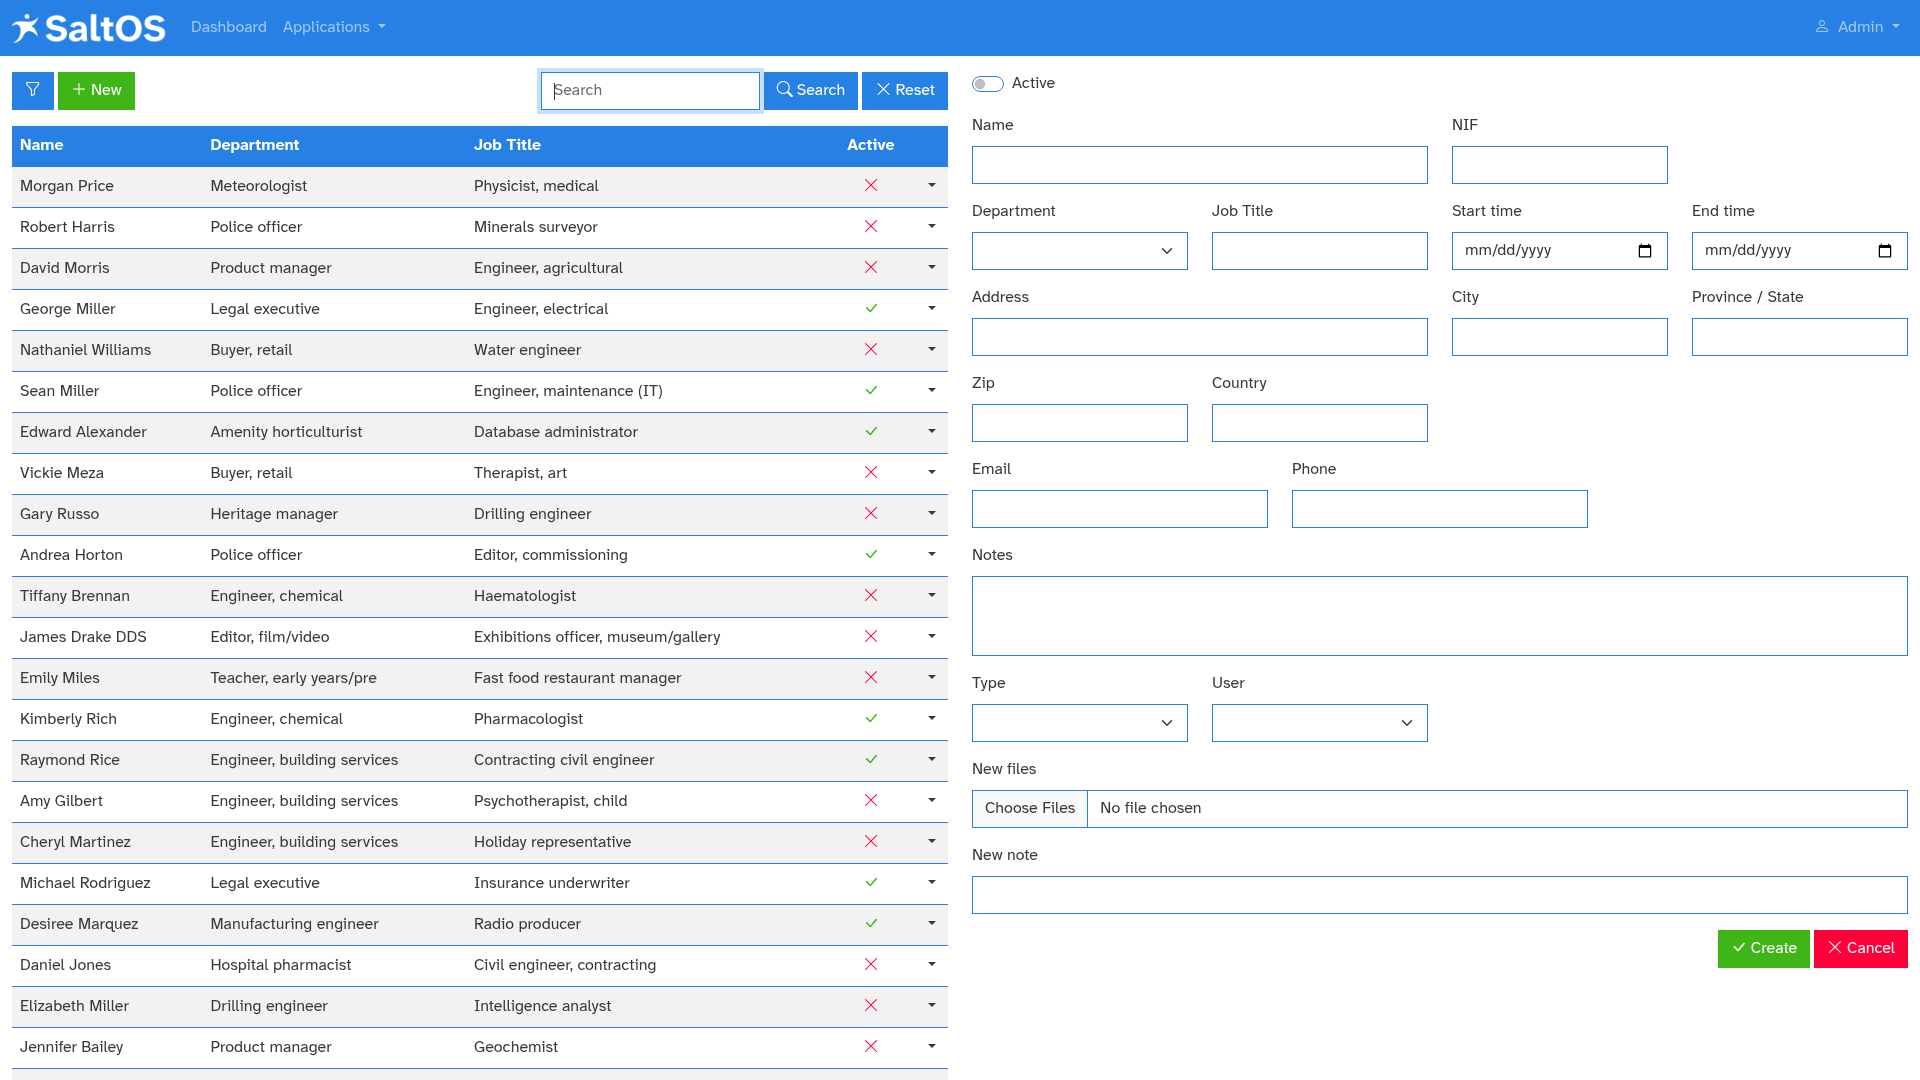 SaltOS Dashboard Applications Admin
New Search Search Reset
Name Department Job Title Active
Morgan Price Meteorologist Physicist, medical
Robert Harris Police officer Minerals surveyor
David Morris Product manager Engineer, agricultural
George Miller Legal executive Engineer, electrical
Nathaniel Williams Buyer, retail Water engineer
Sean Miller Police officer Engineer, maintenance (IT)
Edward Alexander Amenity horticulturist Database administrator
Vickie Meza Buyer, retail Therapist, art
Gary Russo Heritage manager Drilling engineer
Andrea Horton Police officer Editor, commissioning
Tiffany Brennan Engineer, chemical Haematologist
James Drake DDS Editor, film/video Exhibitions officer, museum/gallery
Emily Miles Teacher, early years/pre Fast food restaurant manager
Kimberly Rich Engineer, chemical Pharmacologist
Raymond Rice Engineer, building services Contracting civil engineer
Amy Gilbert Engineer, building services Psychotherapist, child
Cheryl Martinez Engineer, building services Holiday representative
Michael Rodriguez Legal executive Insurance underwriter
Desiree Marquez Manufacturing engineer Radio producer
Daniel Jones Hospital pharmacist Civil engineer, contracting
Elizabeth Miller Drilling engineer Intelligence analyst
Jennifer Bailey Product manager Geochemist
Active
Name NIF
Department Job Title Start time End time
mm/dd/yyyy mm/dd/yyyy
Address City Province / State
Zip Country
Email Phone
Notes
Type User
New files
Choose Files No file chosen
New note
Create Cancel